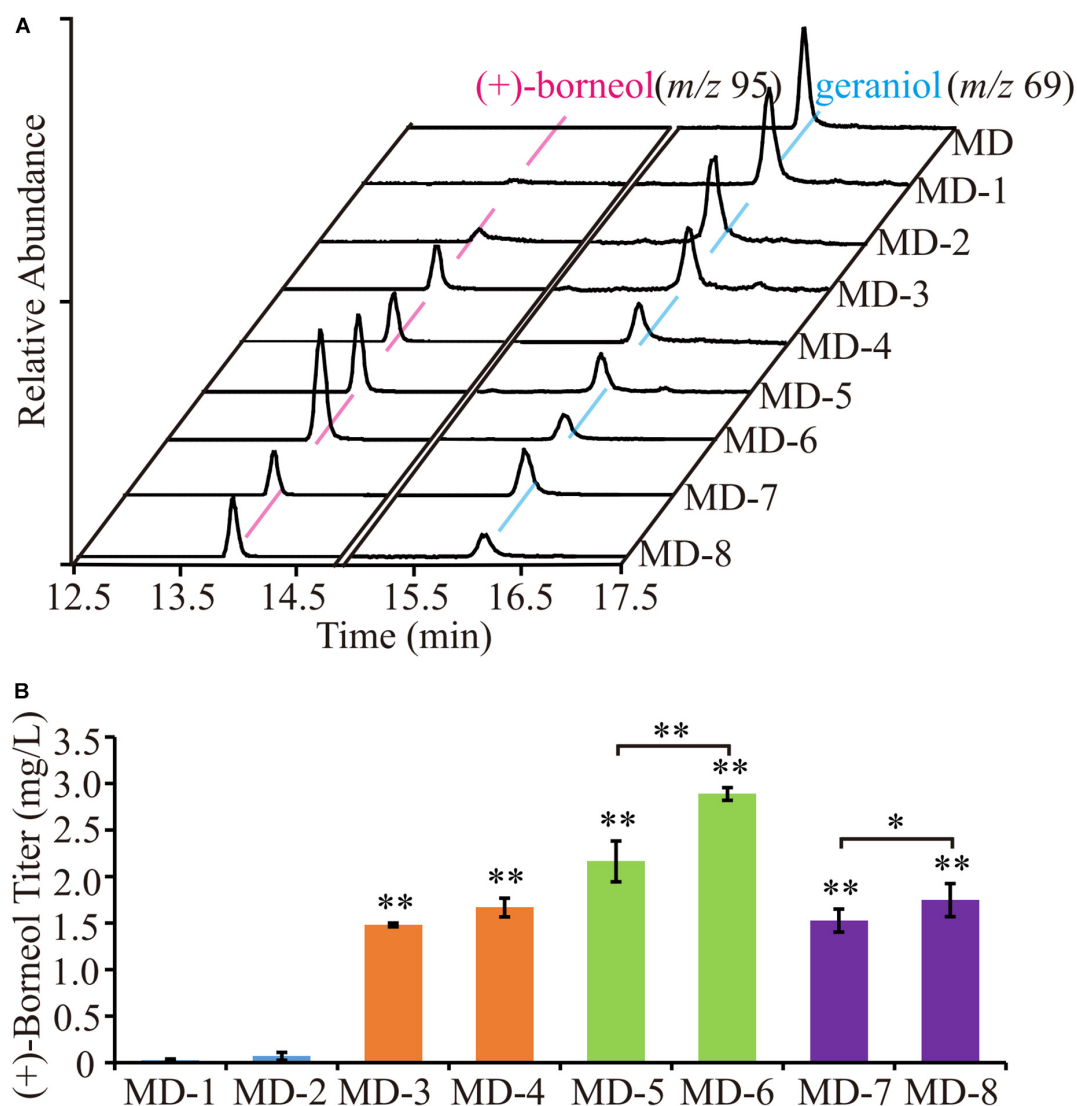 A
(+)-borneol (m/z 95) geraniol (m/z 69)
Relative Abundance
MD
MD-1
MD-2
MD-3
MD-4
MD-5
MD-6
MD-7
MD-8
12.5 13.5 14.5 15.5 16.5 17.5
Time (min)
B
(+)-Borneol Titer (mg/L)
3.5
3.0
2.5
2.0
1.5
1.0
0.5
0
** ** ** ** ** ** * ** **
MD-1 MD-2 MD-3 MD-4 MD-5 MD-6 MD-7 MD-8